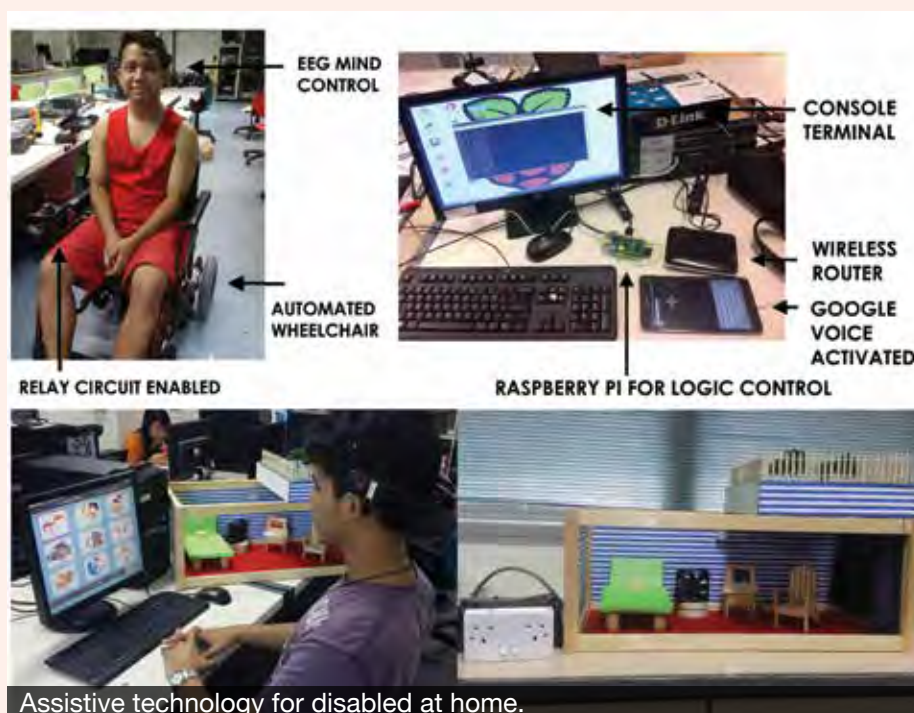 EEG MIND
CONTROL
AUTOMATED
WHEELCHAIR
RELAY CIRCUIT ENABLED
D-Link
CONSOLE
TERMINAL
WIRELESS
ROUTER
GOOGLE
VOICE
ACTIVATED
RASPBERRY PI FOR LOGIC CONTROL
Assistive technology for disabled at home.